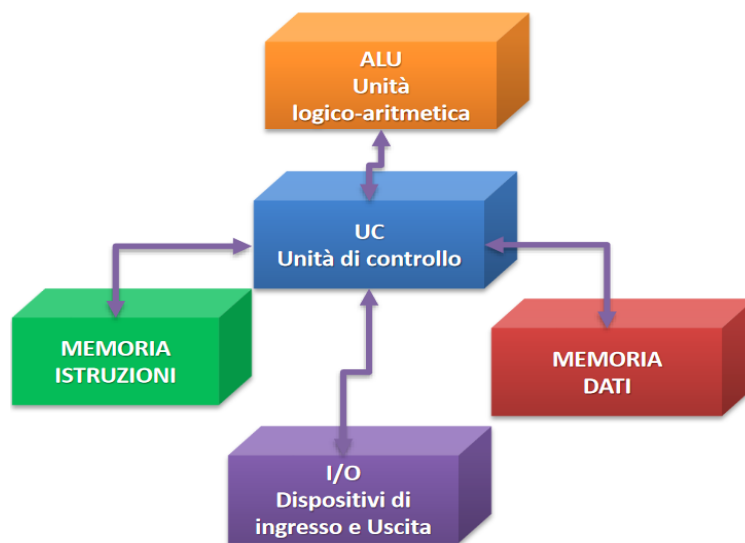 ALU
Unità
logico-aritmetica
UC
Unità di controllo
MEMORIA
ISTRUZIONI
MEMORIA
DATI
I/O
Dispositivi di
ingresso e Uscita